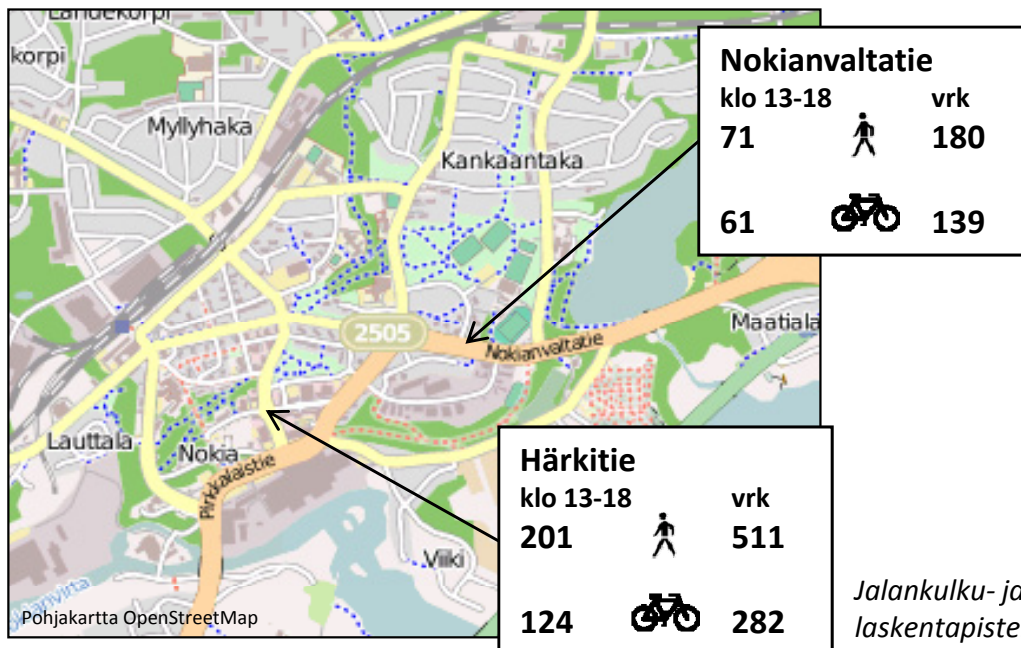 korpi
Myllyhaka
Kankaantaka
Nokianvaltatie
klo 13-18 vrk
71 180
61 139
2505
Nokianvaltatie
Maatiala
Lauttala
Nokia
Pirkkalaistie
Viiki
Härkitie
klo 13-18 vrk
201 511
124 282
Pohjakartta OpenStreetMap
Jalankulku- ja
laskentapiste